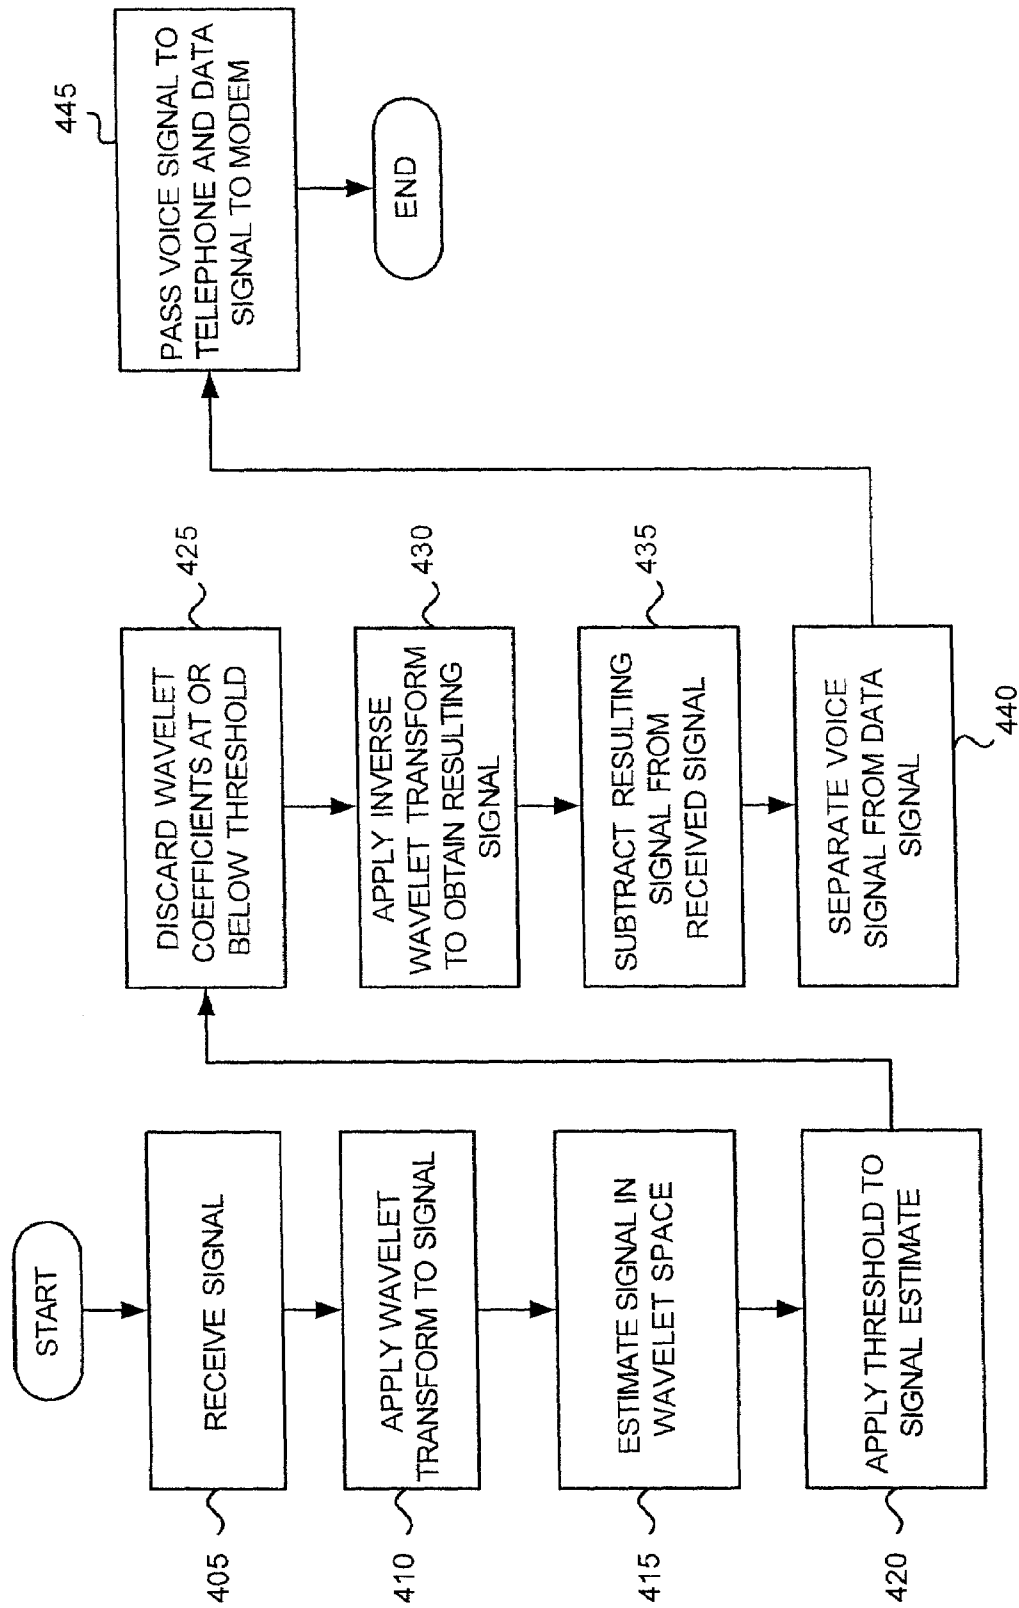 START
RECEIVE SIGNAL
405
APPLY WAVELET
TRANSFORM TO SIGNAL
410
ESTIMATE SIGNAL IN
WAVELET SPACE
415
APPLY THRESHOLD TO
SIGNAL ESTIMATE
420
DISCARD WAVELET
COEFFICIENTS AT OR
BELOW THRESHOLD
425
APPLY INVERSE
WAVELET TRANSFORM
TO OBTAIN RESULTING
SIGNAL
430
SUBTRACT RESULTING
SIGNAL FROM
RECEIVED SIGNAL
435
SEPARATE VOICE
SIGNAL FROM DATA
SIGNAL
440
PASS VOICE SIGNAL TO
TELEPHONE AND DATA
SIGNAL TO MODEM
445
END